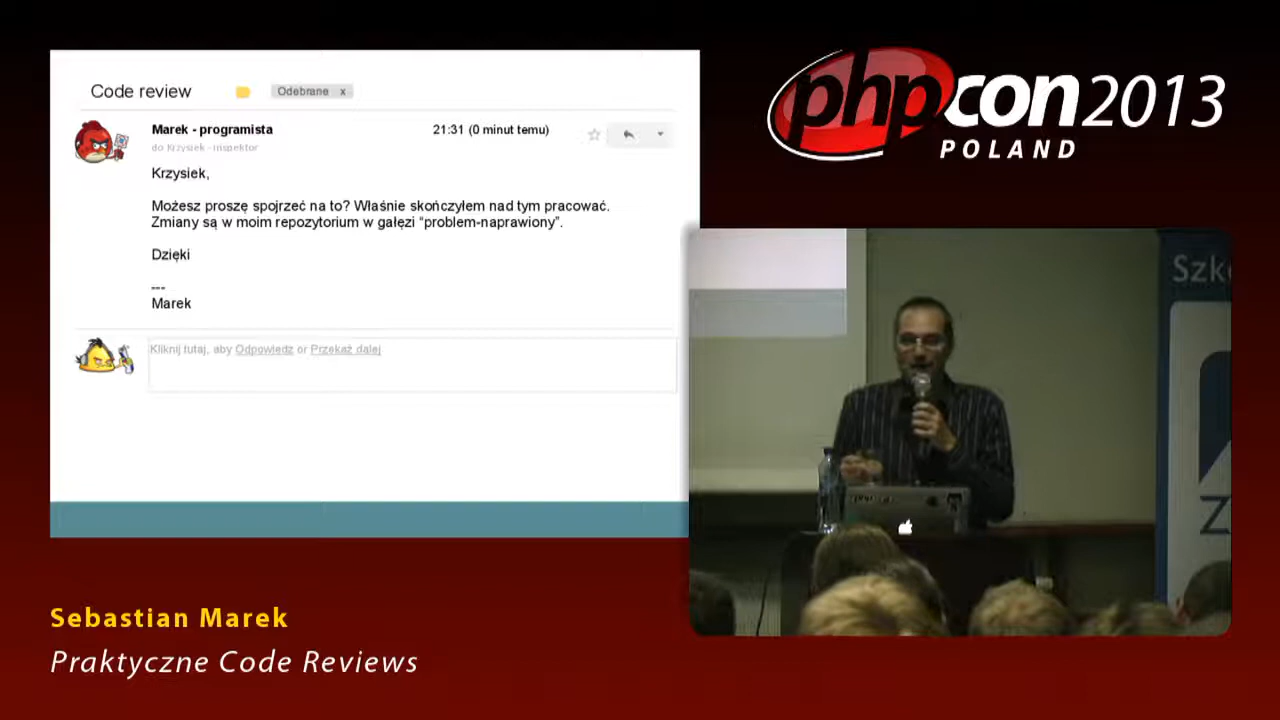 Code review
Odebrane x
Marek - programista
21:31 (0 minut temu)
do Krzysiek - inspektor
Krzysiek,
Możesz proszę spojrzeć na to? Właśnie skończyłem nad tym pracować.
Zmiany są w moim repozytorium w gałęzi “problem-naprawiony”.
Dzięki
---
Marek
Kliknij tutaj, aby Odpowiedz or Przekaż dalej
phpcon2013
POLAND
Sebastian Marek
Praktyczne Code Reviews